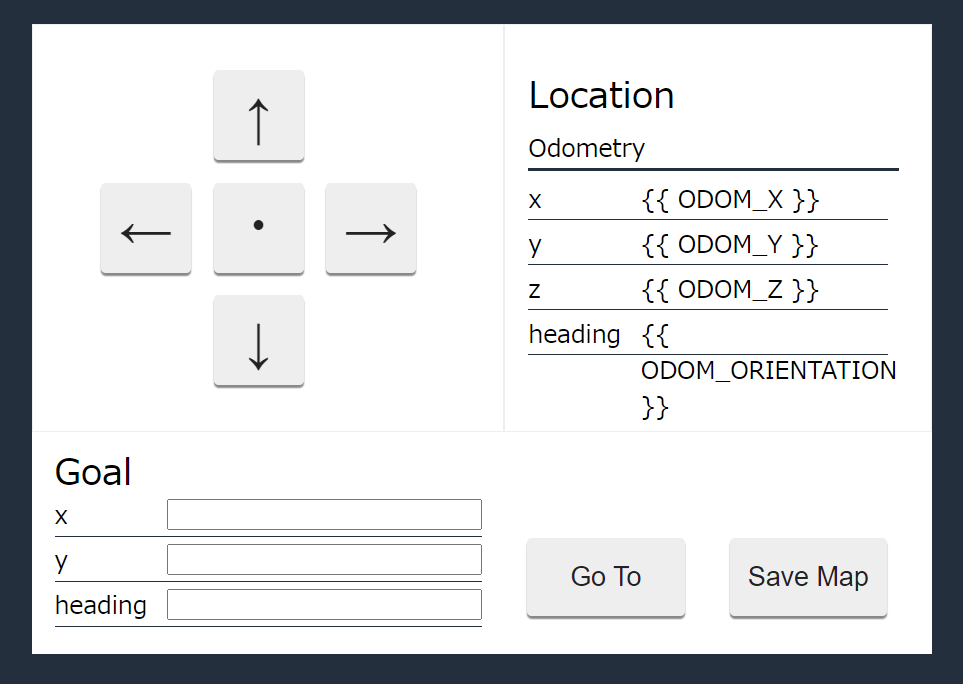 ↑
← • →
↓
Location
Odometry
x {{ ODOM_X }}
y {{ ODOM_Y }}
z {{ ODOM_Z }}
heading {{
ODOM_ORIENTATION
}}
Goal
x
y
heading
Go To Save Map